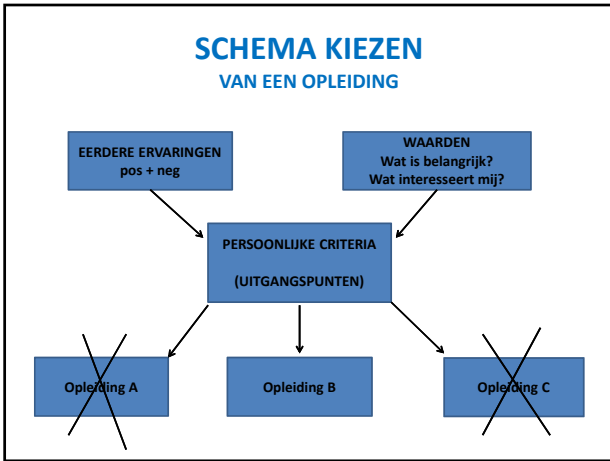 SCHEMA KIEZEN
VAN EEN OPLEIDING
EERDERE ERVARINGEN
pos + neg
WAARDEN
Wat is belangrijk?
Wat interesseert mij?
PERSOONLIJKE CRITERIA
(UITGANGSPUNTEN)
Opleiding A
Opleiding B
Opleiding C